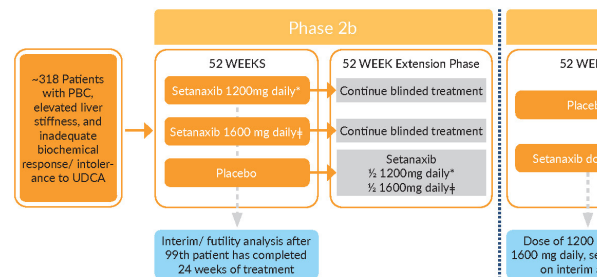 Phase 2b
~318 Patients
with PBC,
elevated liver
stiffness, and
inadequate
biochemical
response/ intoler-
ance to UDCA
52 WEEKS
Setanaxib 1200mg daily*
Setanaxib 1600 mg daily‡
Placebo
Interim/ futility analysis after
99th patient has completed
24 weeks of treatment
52 WEEK Extension Phase
Continue blinded treatment
Continue blinded treatment
Setanaxib
½ 1200mg daily*
½ 1600mg daily‡
52
Setanaxib
Dose of 1200
1600 mg daily,
on interim